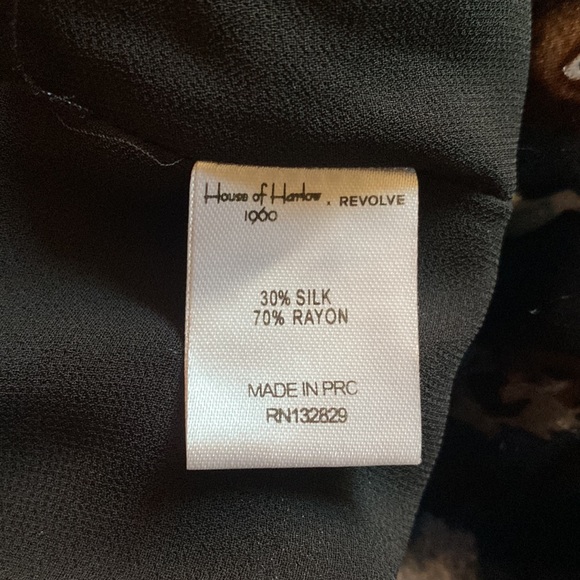 House of Harlow x REVOLVE
1960
30% SILK
70% RAYON
MADE IN PRC
RN132829